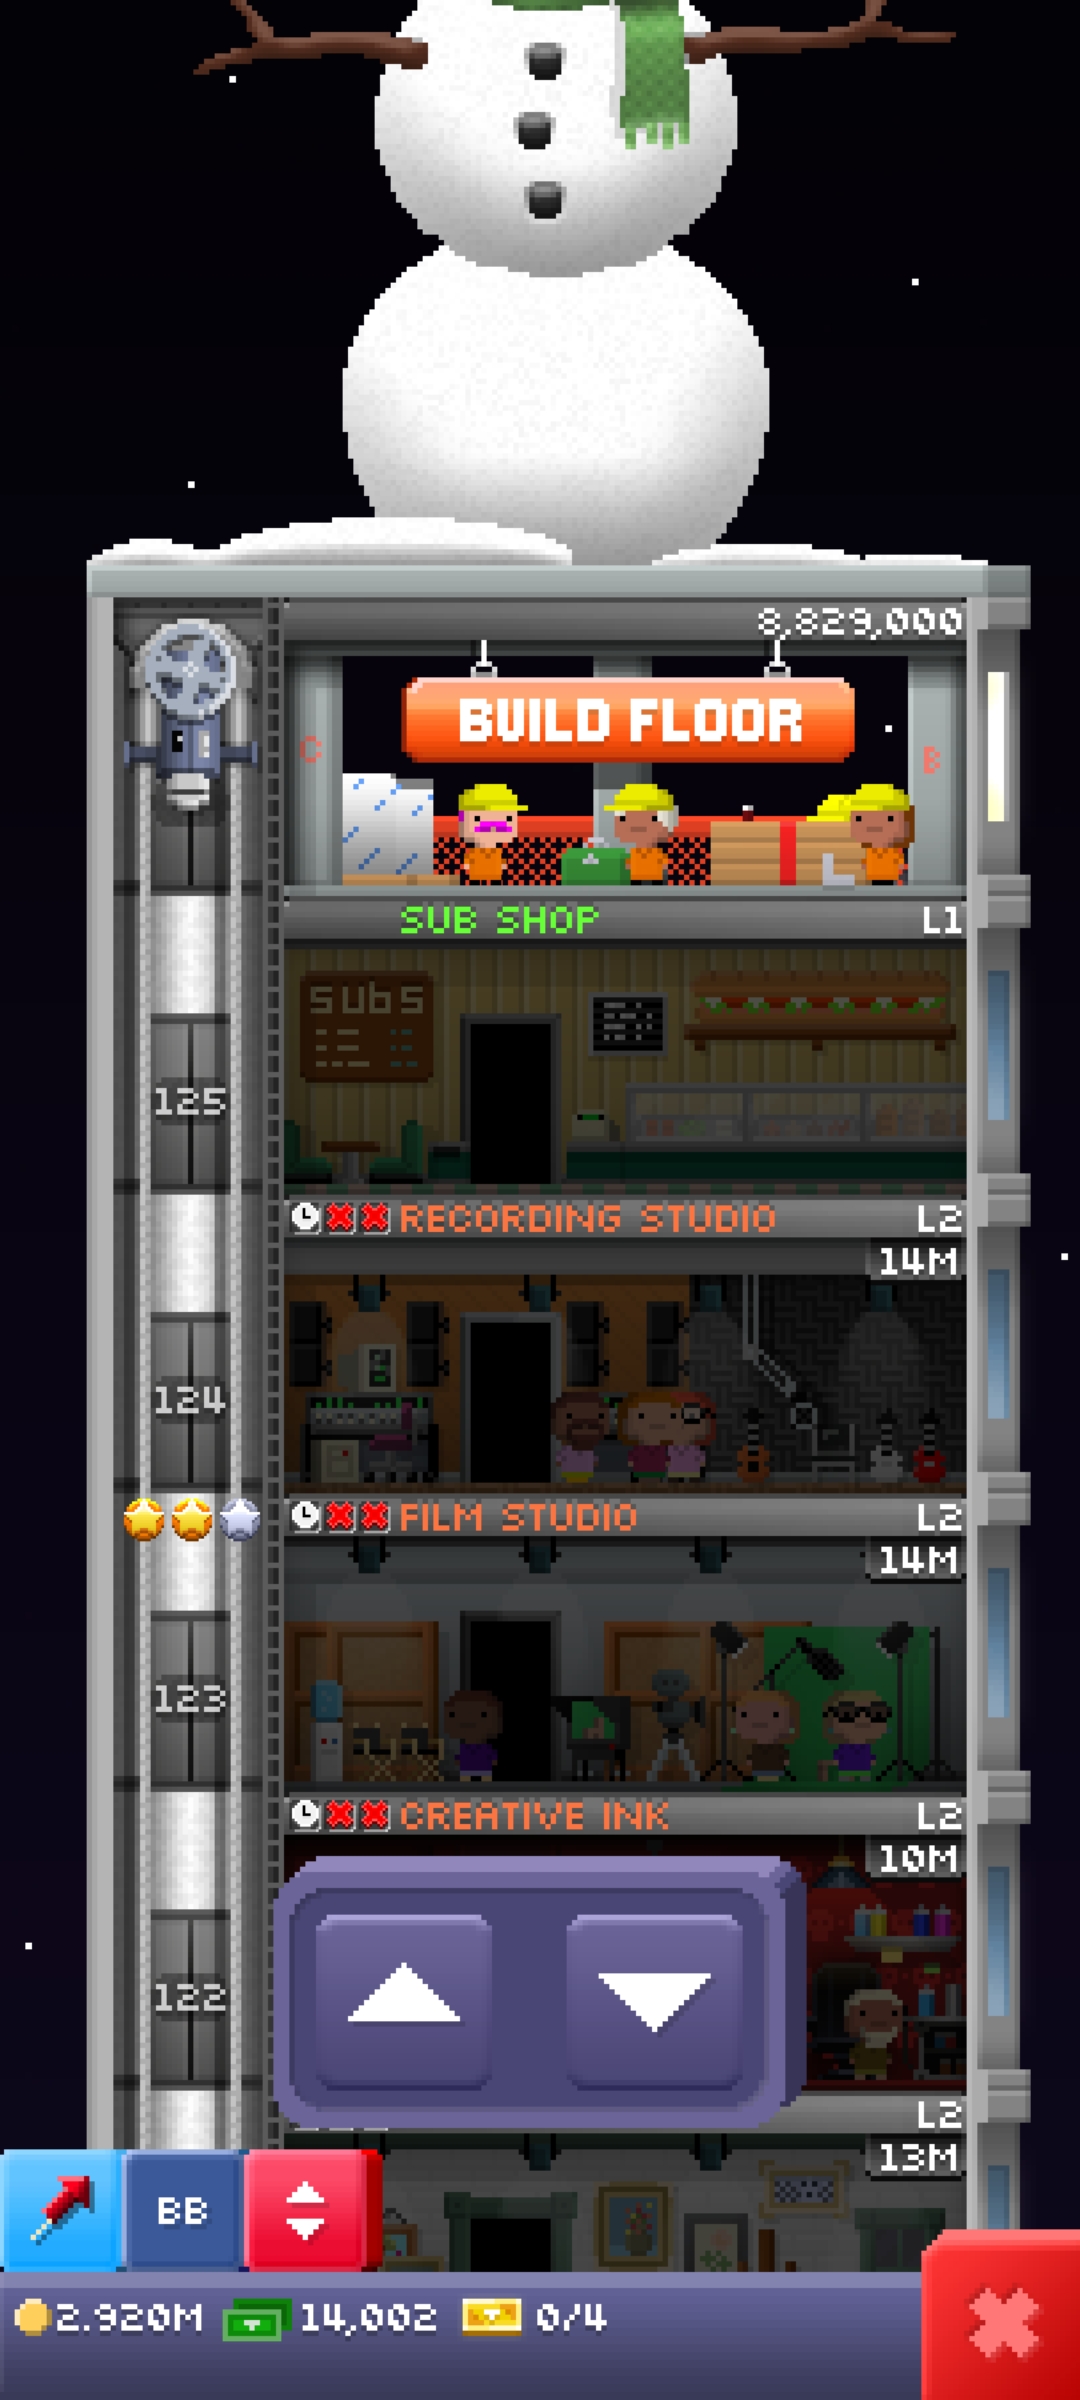 8,829,000
C
BUILD FLOOR
B
SUB SHOP L1
SUBS
125
RECORDING STUDIO L2
14M
124
FILM STUDIO L2
14M
123
CREATIVE INK L2
10M
122
L2
13M
BB
2.920M 14,002 0/4